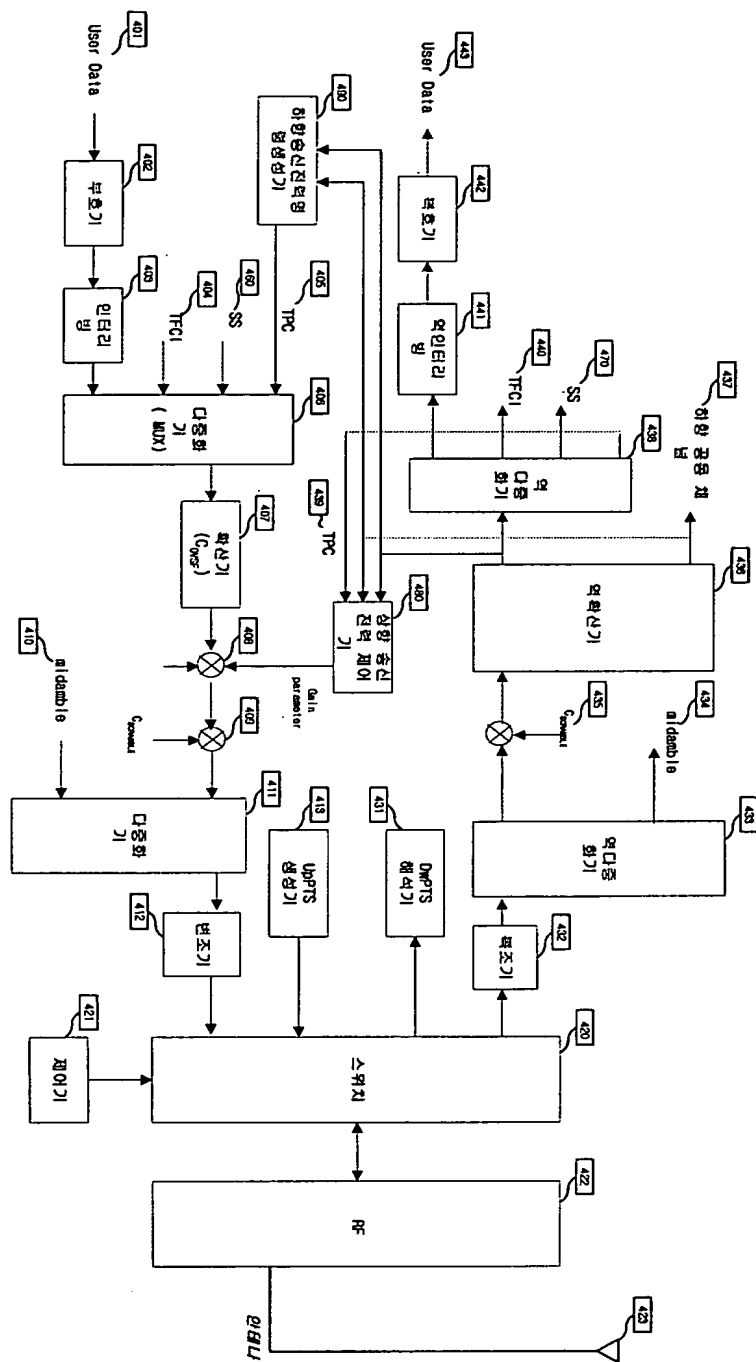 401
User Data
402
부호기
403
인터리
빙
404
TFCI
460
SS
405
TPC
490
하향송신전력명
령생성기
406
다중화
기
( MUX)
407
확산기
(COVSF)
408
Gain
parameter
409
CSCRAMBLE
410
midamble
411
다중화
기
412
변조기
413
UpPTS
생성기
443
User Data
442
복호기
441
역인터리
빙
440
TFCI
470
SS
437
하향 공용 채
널
438
역
다중
화기
439
TPC
480
상향 송신
전력 제어
기
436
역확산기
435
CSCRAMBLE
434
midamble
433
역다중
화기
432
복조기
431
DwPTS
해석기
421
제어기
420
스위치
422
RF
423
안테나